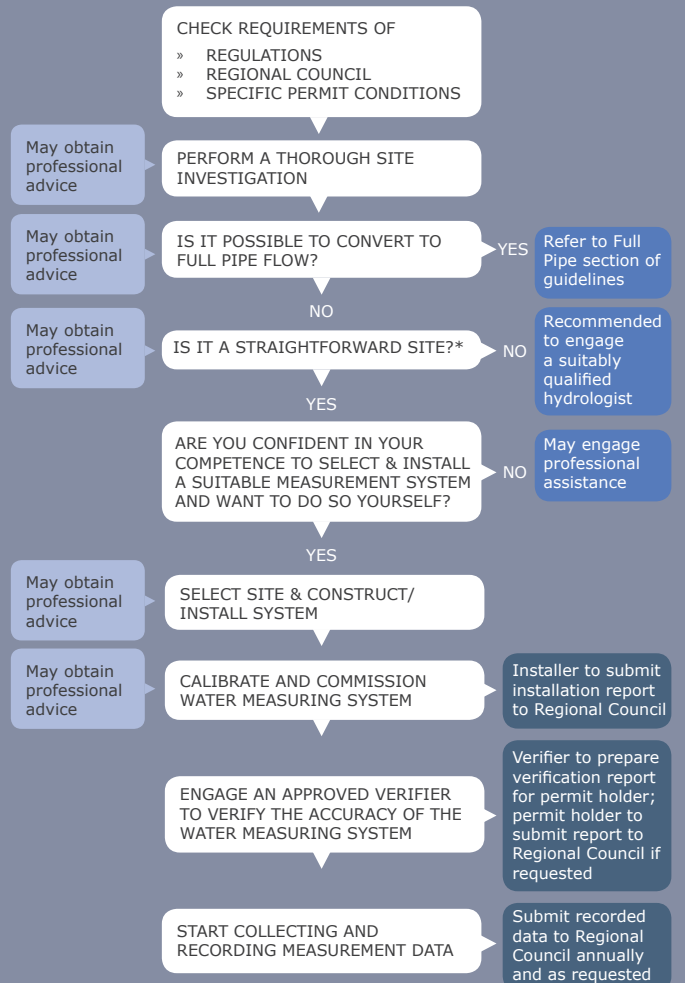 CHECK REQUIREMENTS OF
» REGULATIONS
» REGIONAL COUNCIL
» SPECIFIC PERMIT CONDITIONS
May obtain
professional
advice
PERFORM A THOROUGH SITE
INVESTIGATION
May obtain
professional
advice
IS IT POSSIBLE TO CONVERT TO
FULL PIPE FLOW?
YES
Refer to Full
Pipe section of
guidelines
NO
May obtain
professional
advice
IS IT A STRAIGHTFORWARD SITE?*
NO
Recommended
to engage
a suitably
qualified
hydrologist
YES
ARE YOU CONFIDENT IN YOUR
COMPETENCE TO SELECT & INSTALL
A SUITABLE MEASUREMENT SYSTEM
AND WANT TO DO SO YOURSELF?
NO
May engage
professional
assistance
YES
May obtain
professional
advice
SELECT SITE & CONSTRUCT/
INSTALL SYSTEM
May obtain
professional
advice
CALIBRATE AND COMMISSION
WATER MEASURING SYSTEM
Installer to submit
installation report
to Regional Council
ENGAGE AN APPROVED VERIFIER
TO VERIFY THE ACCURACY OF THE
WATER MEASURING SYSTEM
Verifier to prepare
verification report
for permit holder;
permit holder to
submit report to
Regional Council if
requested
START COLLECTING AND
RECORDING MEASUREMENT DATA
Submit recorded
data to Regional
Council annually
and as requested